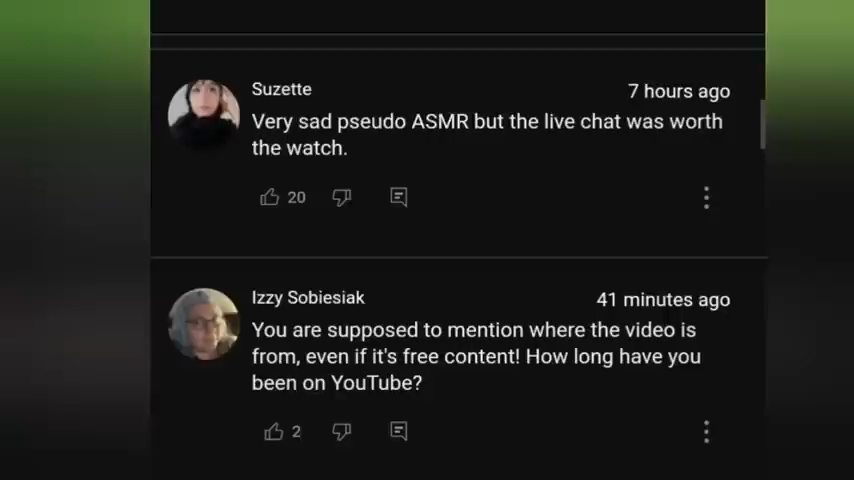 Suzette
7 hours ago
Very sad pseudo ASMR but the live chat was worth
the watch.
20
Izzy Sobiesiak
41 minutes ago
You are supposed to mention where the video is
from, even if it's free content! How long have you
been on YouTube?
2